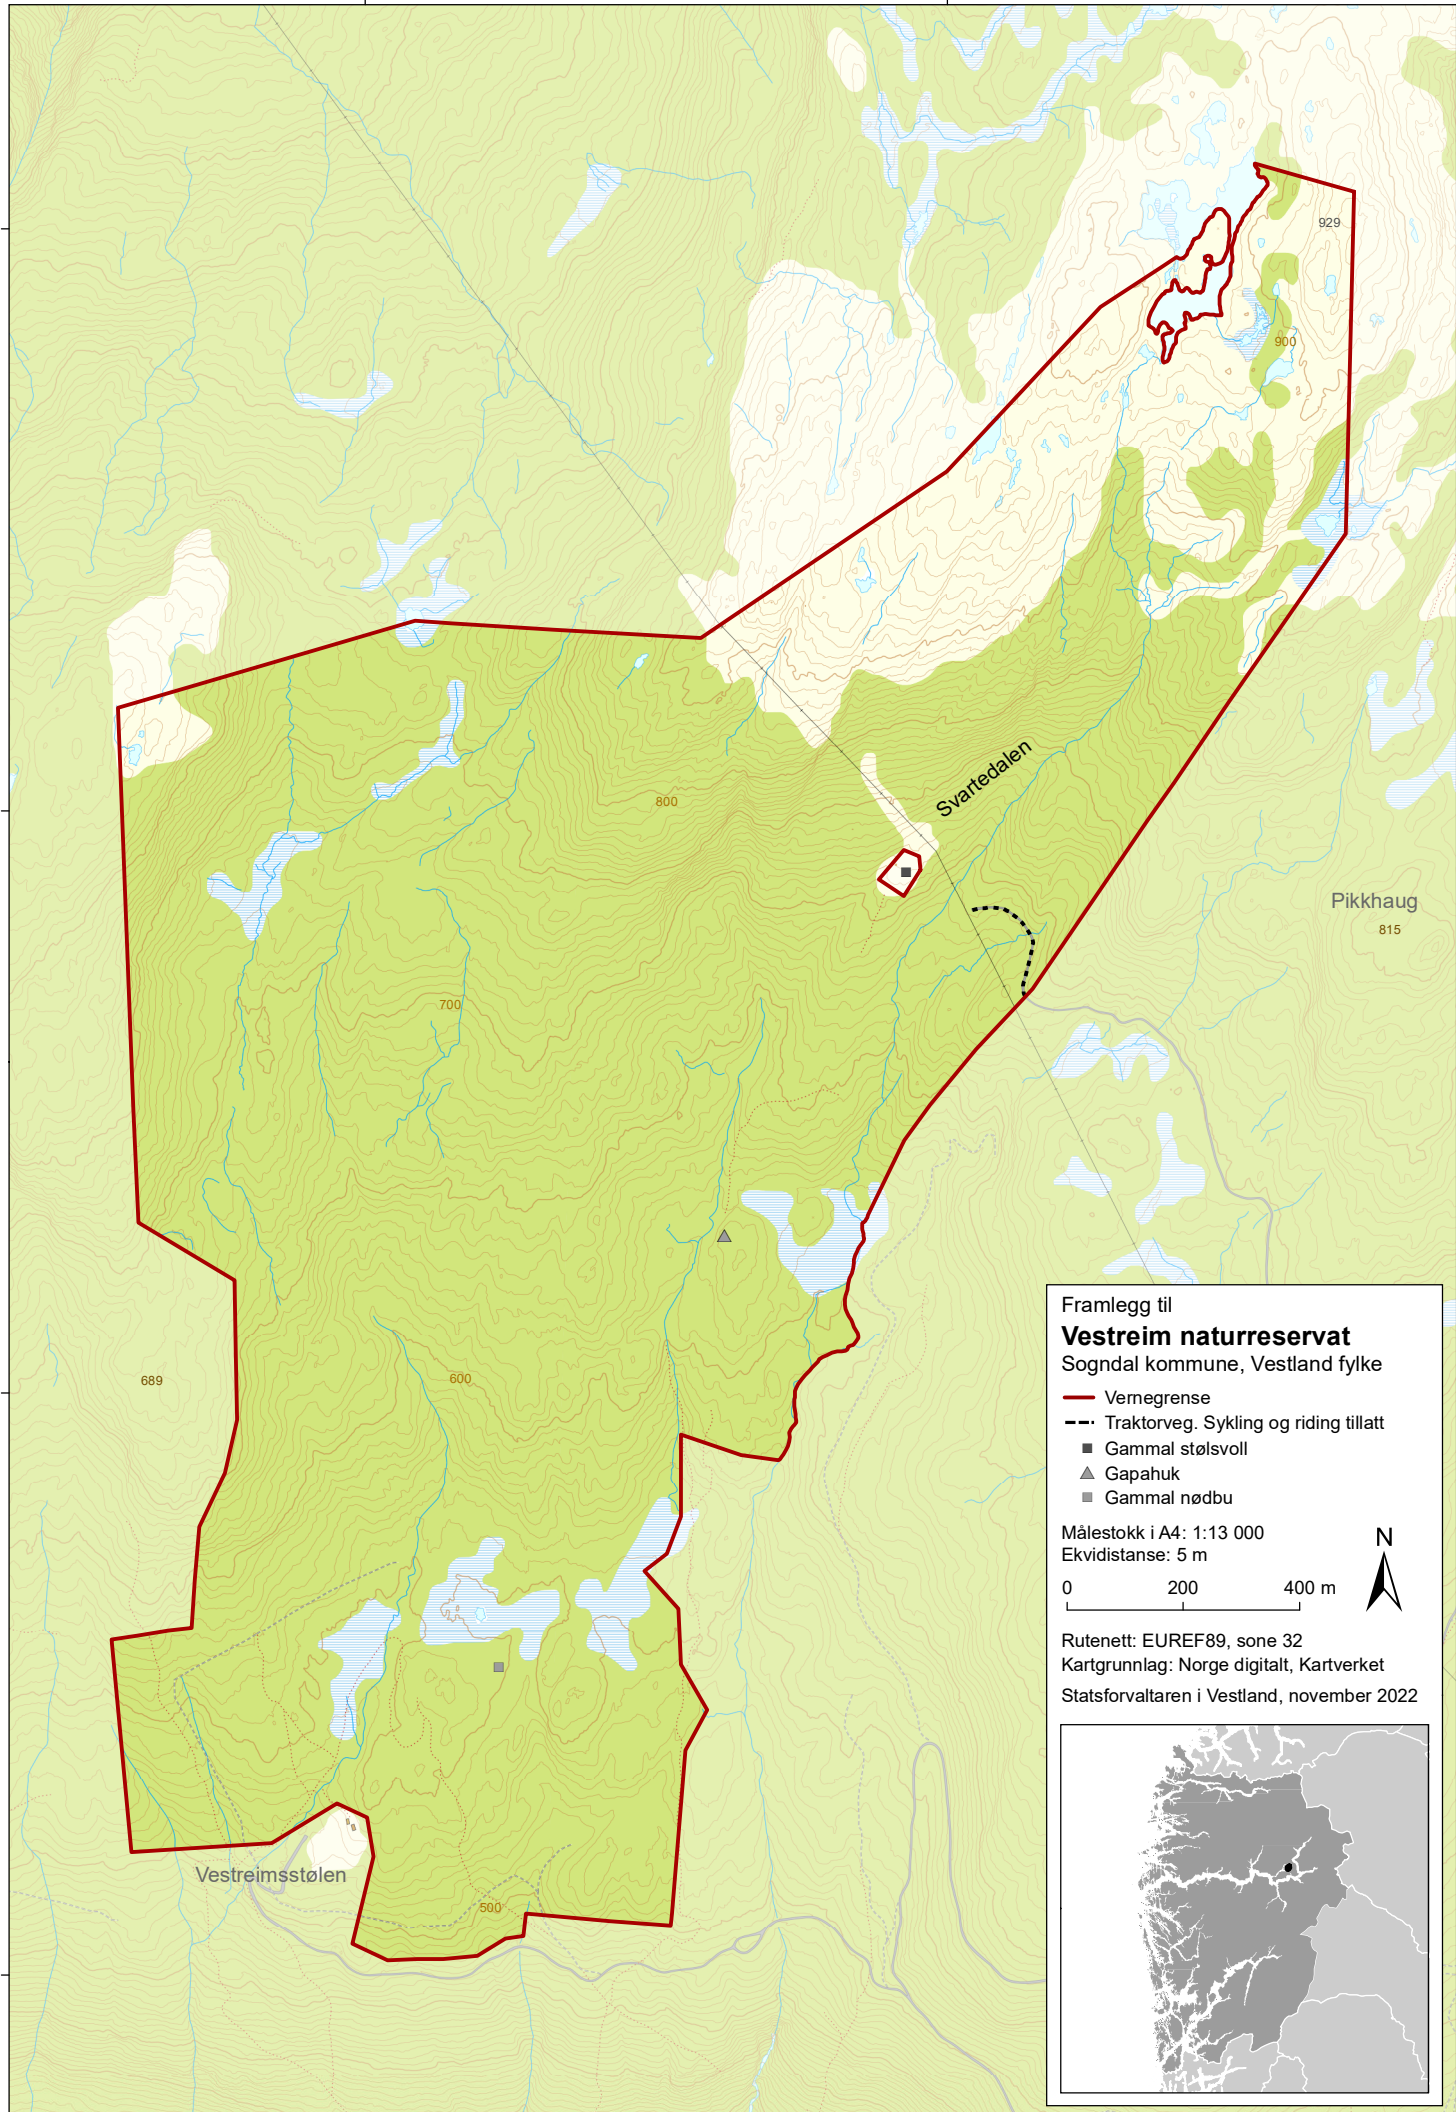 929
900
800
Svartedalen
Pikkhaug
815
700
689
600
Vestreimsstølen
500
Framlegg til
Vestreim naturreservat
Sogndal kommune, Vestland fylke
Vernegrense
Traktorveg. Sykling og riding tillatt
Gammal stølsvoll
Gapahuk
Gammal nødbu
Målestokk i A4: 1:13 000
Ekvidistanse: 5 m
N
0 200 400 m
Rutenett: EUREF89, sone 32
Kartgrunnlag: Norge digitalt, Kartverket
Statsforvaltaren i Vestland, november 2022